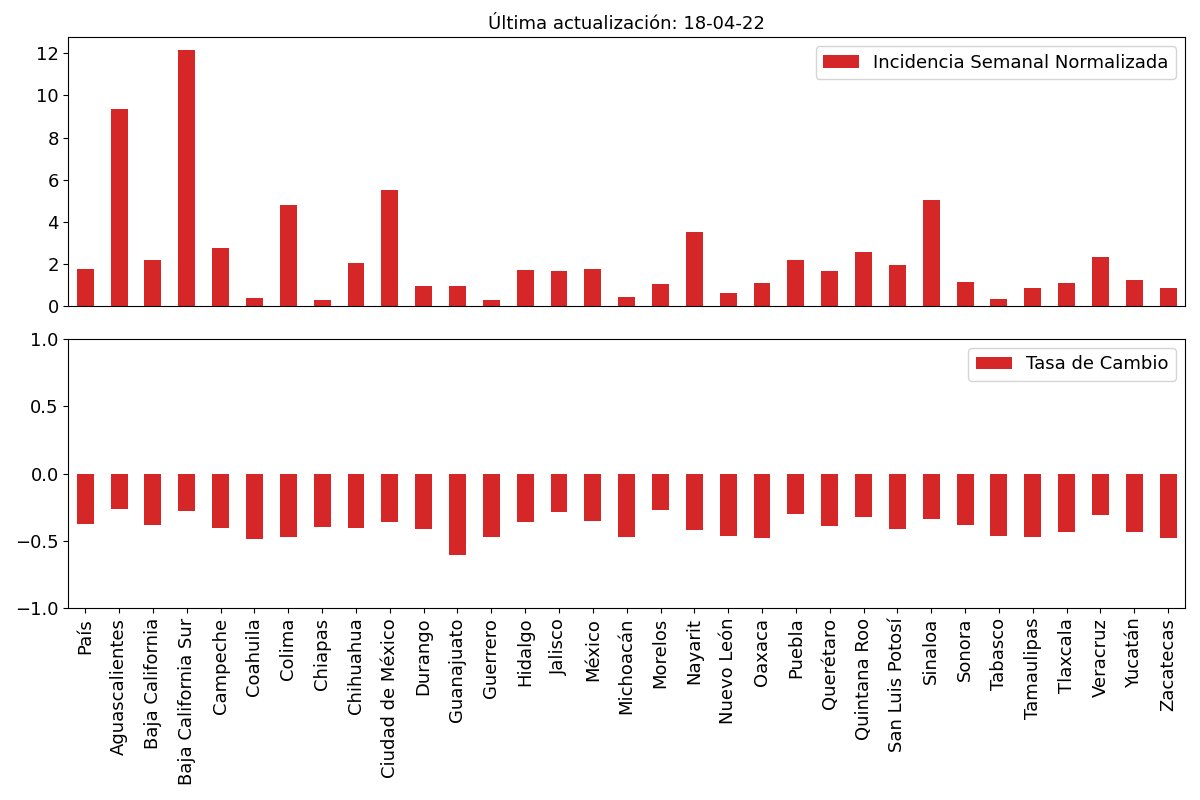 Última actualización: 18-04-22
12
10
8
6
4
2
0
Incidencia Semanal Normalizada
1.0
0.5
0.0
−0.5
−1.0
Tasa de Cambio
País
Aguascalientes
Baja California
Baja California Sur
Campeche
Coahuila
Colima
Chiapas
Chihuahua
Ciudad de México
Durango
Guanajuato
Guerrero
Hidalgo
Jalisco
México
Michoacán
Morelos
Nayarit
Nuevo León
Oaxaca
Puebla
Querétaro
Quintana Roo
San Luis Potosí
Sinaloa
Sonora
Tabasco
Tamaulipas
Tlaxcala
Veracruz
Yucatán
Zacatecas